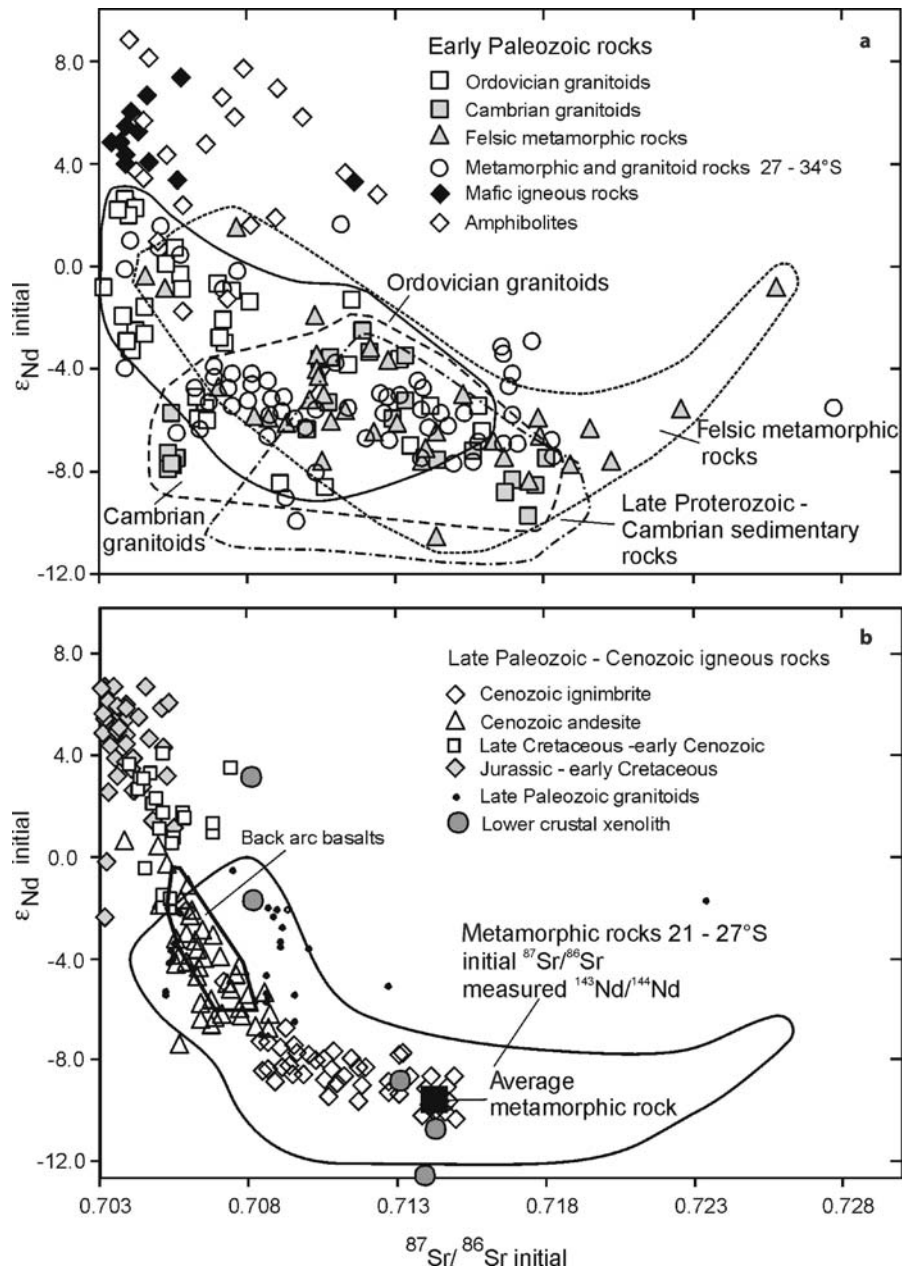 a
Early Paleozoic rocks
Ordovician granitoids
Cambrian granitoids
Felsic metamorphic rocks
Metamorphic and granitoid rocks 27 - 34°S
Mafic igneous rocks
Amphibolites
8.0
4.0
0.0
-4.0
-8.0
-12.0
εNd initial
Ordovician granitoids
Felsic metamorphic
rocks
Cambrian
granitoids
Late Proterozoic -
Cambrian sedimentary
rocks
b
Late Paleozoic - Cenozoic igneous rocks
Cenozoic ignimbrite
Cenozoic andesite
Late Cretaceous -early Cenozoic
Jurassic - early Cretaceous
Late Paleozoic granitoids
Lower crustal xenolith
8.0
4.0
0.0
-4.0
-8.0
-12.0
εNd initial
Back arc basalts
Metamorphic rocks 21 - 27°S
initial ⁸⁷Sr/⁸⁶Sr
measured ¹⁴³Nd/¹⁴⁴Nd
Average
metamorphic rock
0.703 0.708 0.713 0.718 0.723 0.728
⁸⁷Sr/ ⁸⁶Sr initial